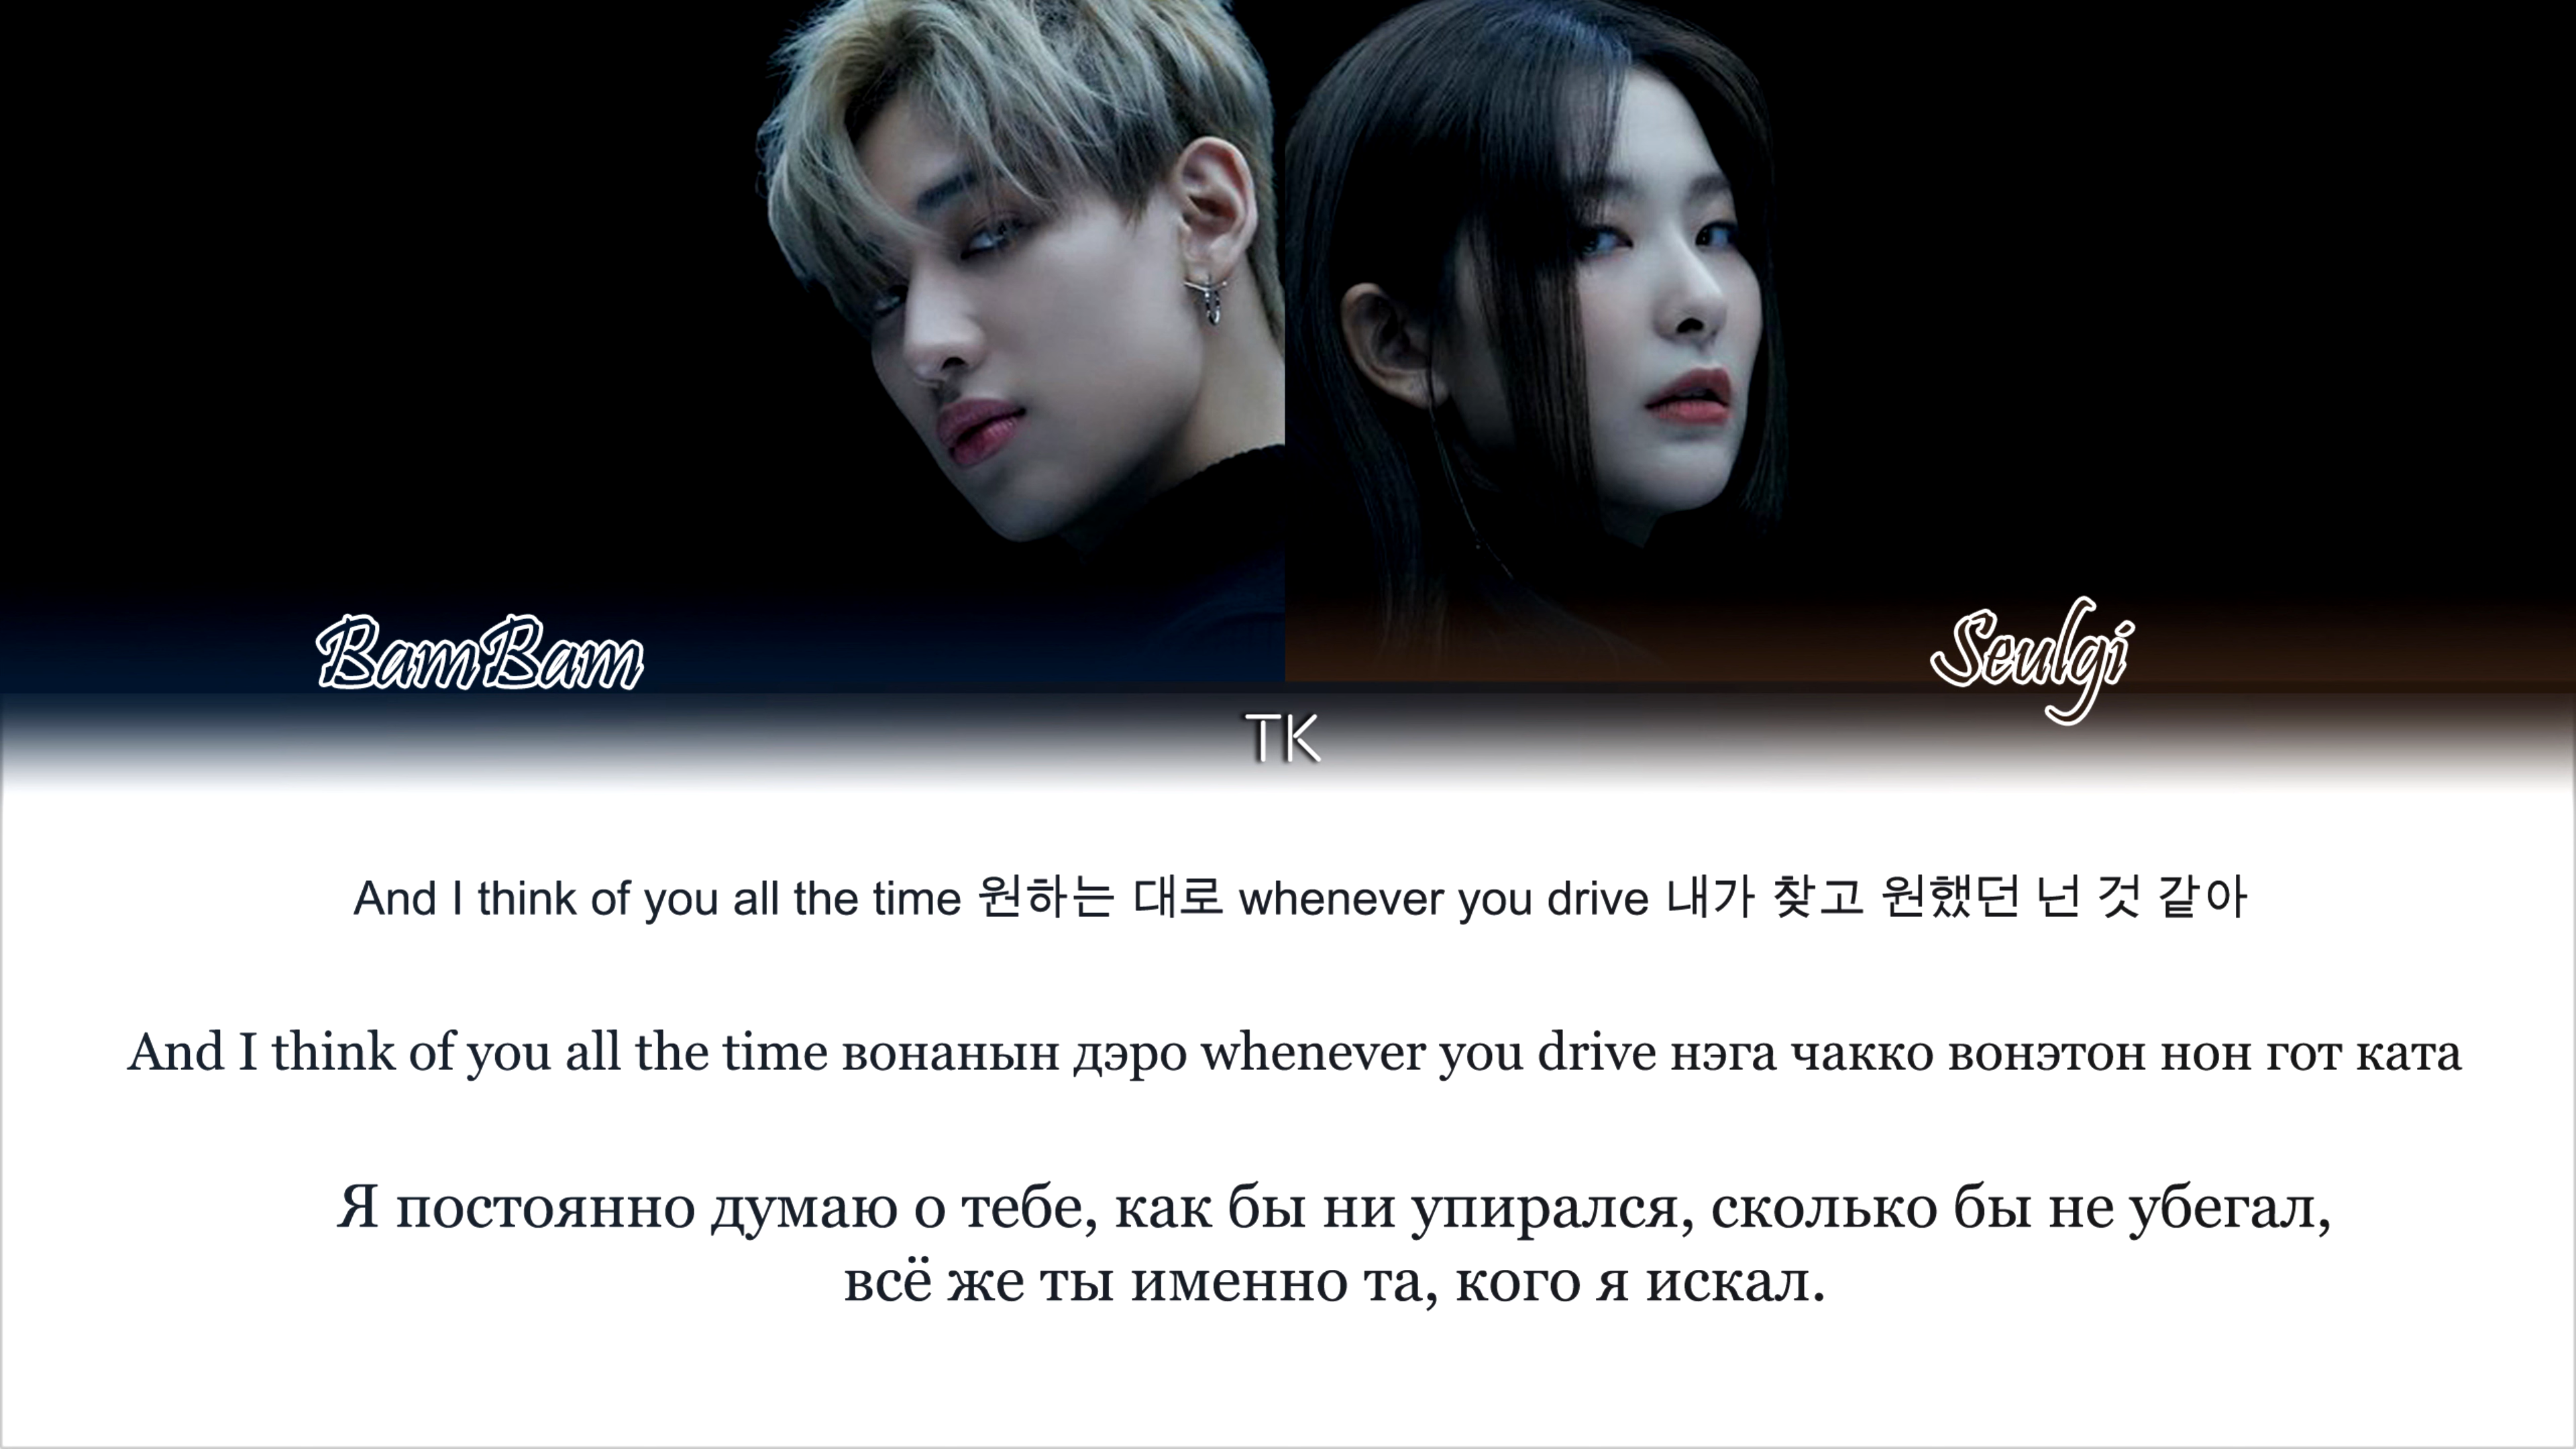 BamBam
Seulgi
TK
And I think of you all the time 원하는 대로 whenever you drive 내가 찾고 원했던 넌 것 같아
And I think of you all the time вонанын дэро whenever you drive нэга чакко вонэтон нон гот ката
Я постоянно думаю о тебе, как бы ни упирался, сколько бы не убегал,
всё же ты именно та, кого я искал.